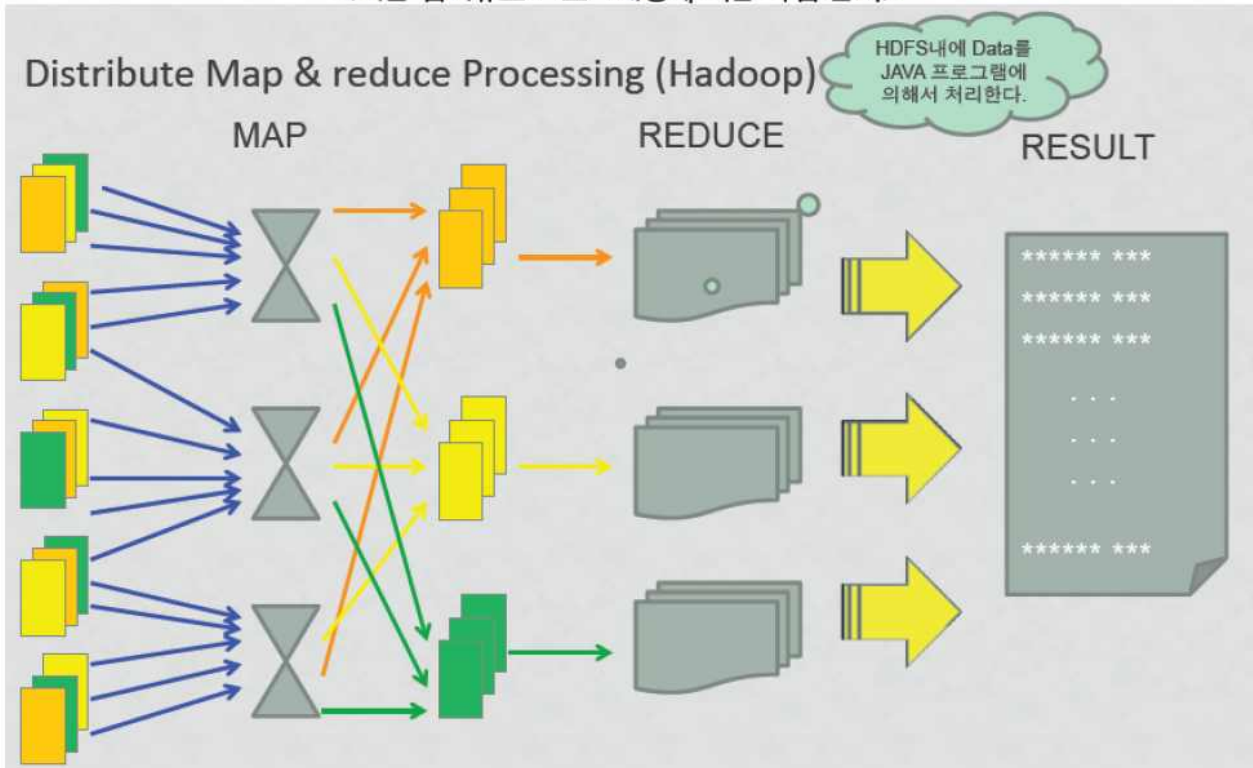 Distribute Map & reduce Processing (Hadoop)
HDFS내에 Data를
JAVA 프로그램에
의해서 처리한다.
MAP
REDUCE
RESULT
****** ***
****** ***
****** ***
. . .
. . .
. . .
****** ***